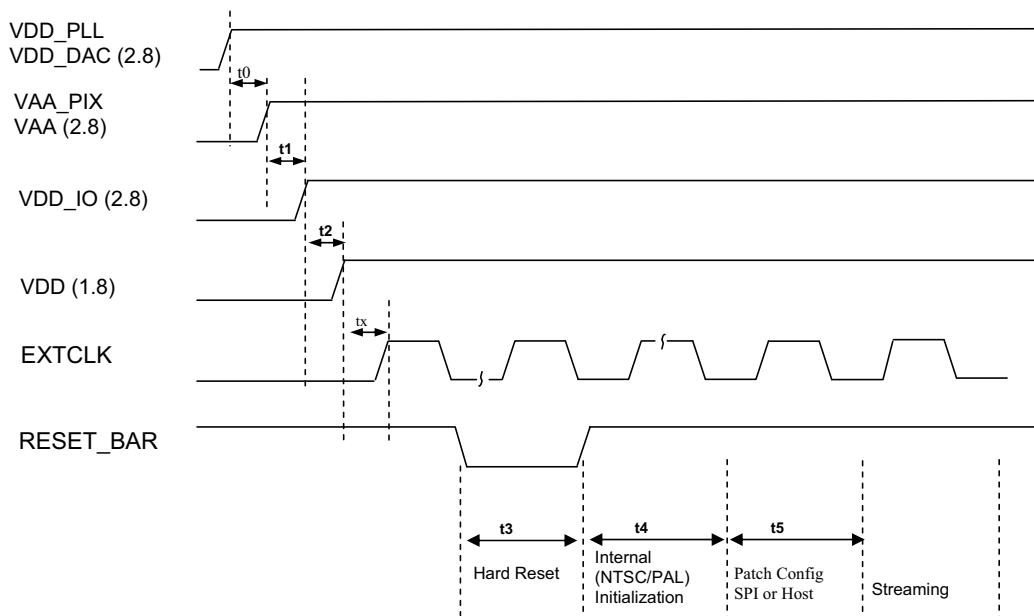 VDD_PLL
VDD_DAC (2.8)
t0
VAA_PIX
VAA (2.8)
t1
VDD_IO (2.8)
t2
VDD (1.8)
tx
EXTCLK
RESET_BAR
t3
t4
t5
Hard Reset
Internal
(NTSC/PAL)
Initialization
Patch Config
SPI or Host
Streaming